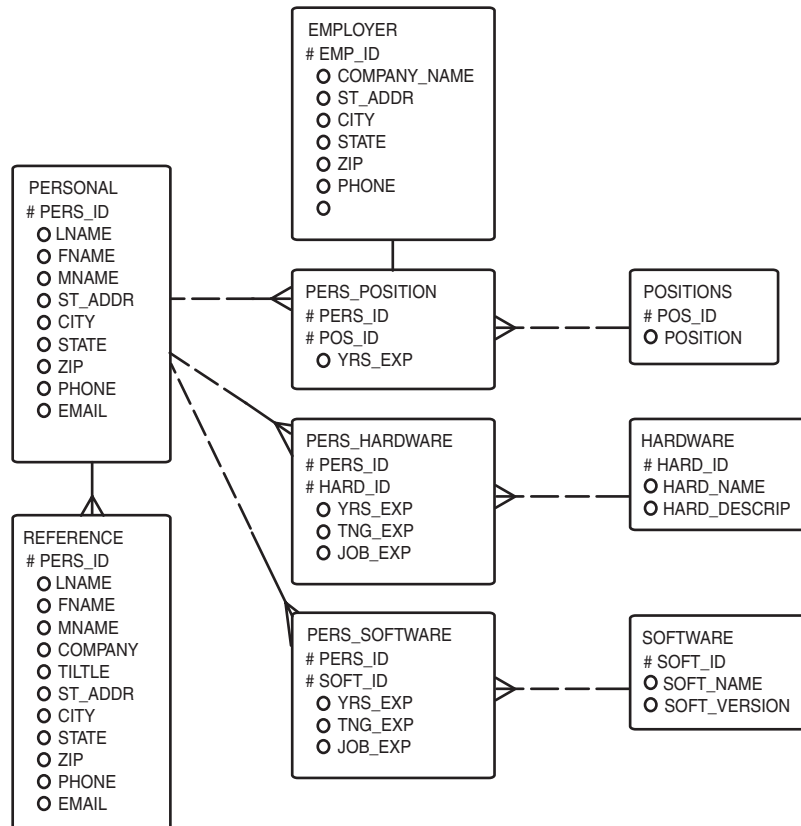 EMPLOYER
# EMP_ID
COMPANY_NAME
ST_ADDR
CITY
STATE
ZIP
PHONE
PERSONAL
# PERS_ID
LNAME
FNAME
MNAME
ST_ADDR
CITY
STATE
ZIP
PHONE
EMAIL
PERS_POSITION
# PERS_ID
# POS_ID
YRS_EXP
POSITIONS
# POS_ID
POSITION
PERS_HARDWARE
# PERS_ID
# HARD_ID
YRS_EXP
TNG_EXP
JOB_EXP
HARDWARE
# HARD_ID
HARD_NAME
HARD_DESCRIP
REFERENCE
# PERS_ID
LNAME
FNAME
MNAME
COMPANY
TILTLE
ST_ADDR
CITY
STATE
ZIP
PHONE
EMAIL
PERS_SOFTWARE
# PERS_ID
# SOFT_ID
YRS_EXP
TNG_EXP
JOB_EXP
SOFTWARE
# SOFT_ID
SOFT_NAME
SOFT_VERSION